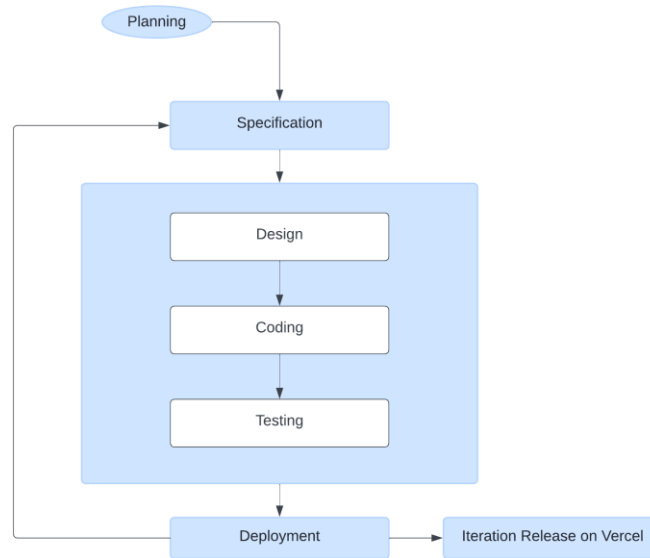 Planning
Specification
Design
Coding
Testing
Deployment
Iteration Release on Vercel